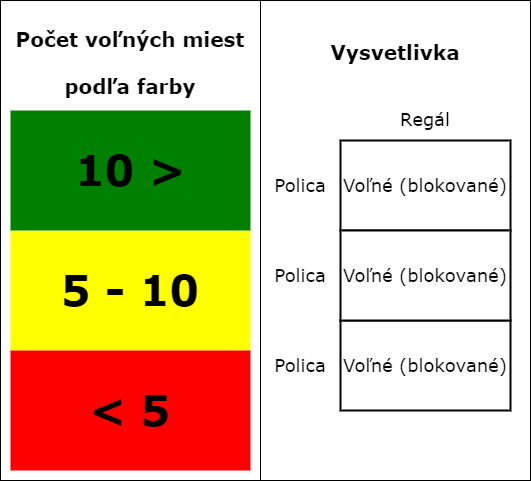 Počet voľných miest
podľa farby
10 >
5 - 10
< 5
Vysvetlivka
Regál
Polica Voľné (blokované)
Polica Voľné (blokované)
Polica Voľné (blokované)